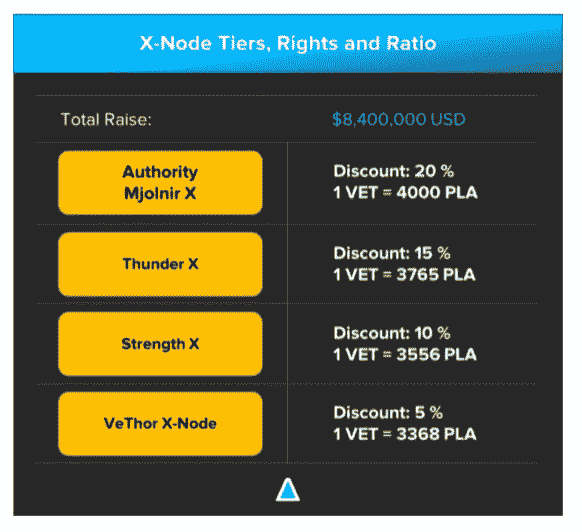 X-Node Tiers, Rights and Ratio
Total Raise:
$8,400,000 USD
Authority
Mjolnir X
Discount: 20 %
1 VET = 4000 PLA
Thunder X
Discount: 15 %
1 VET = 3765 PLA
Strength X
Discount: 10 %
1 VET = 3556 PLA
VeThor X-Node
Discount: 5 %
1 VET = 3368 PLA